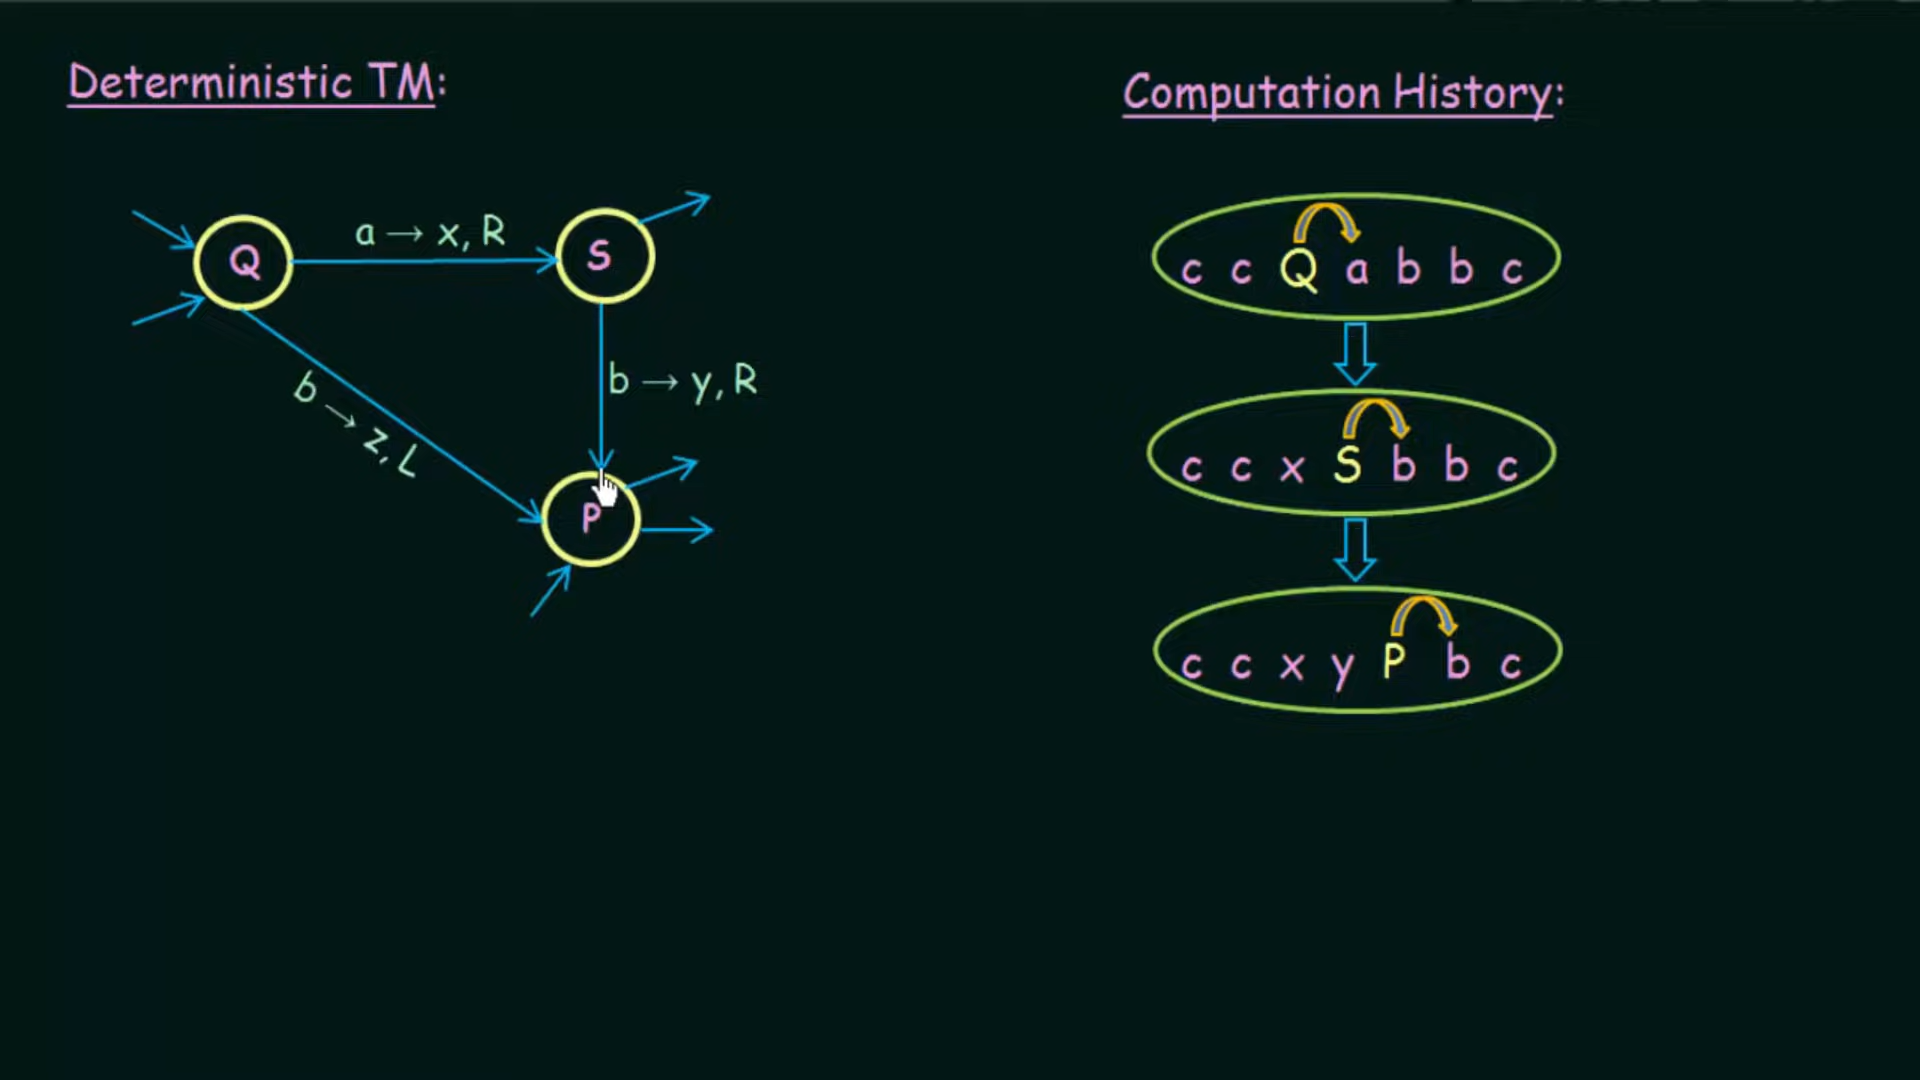 Deterministic TM:
Computation History:
Q
a → x, R
S
b → z, L
b → y, R
P
c c Q a b b c
c c x S b b c
c c x y P b c